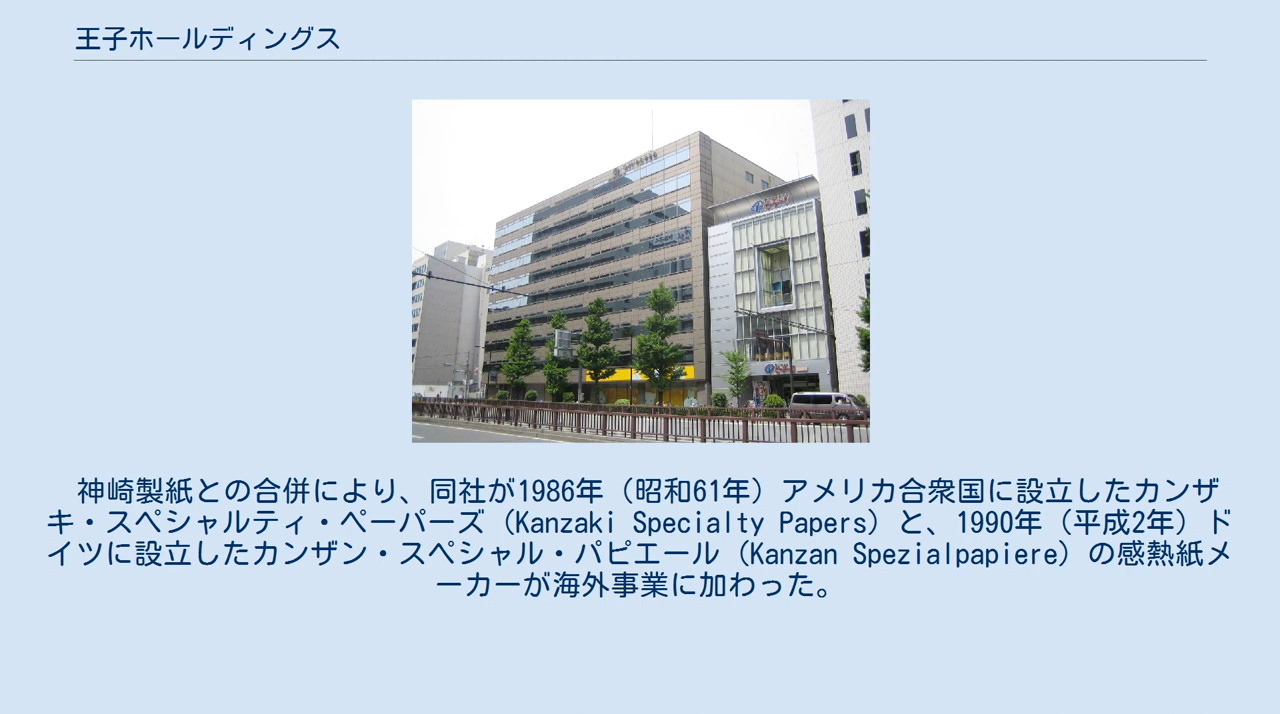 王子ホールディングス
神崎製紙との合併により、同社が1986年（昭和61年）アメリカ合衆国に設立したカンザ
キ・スペシャルティ・ペーパーズ（Kanzaki Specialty Papers）と、1990年（平成2年）ド
イツに設立したカンザン・スペシャル・パピエール（Kanzan Spezialpapiere）の感熱紙メ
ーカーが海外事業に加わった。